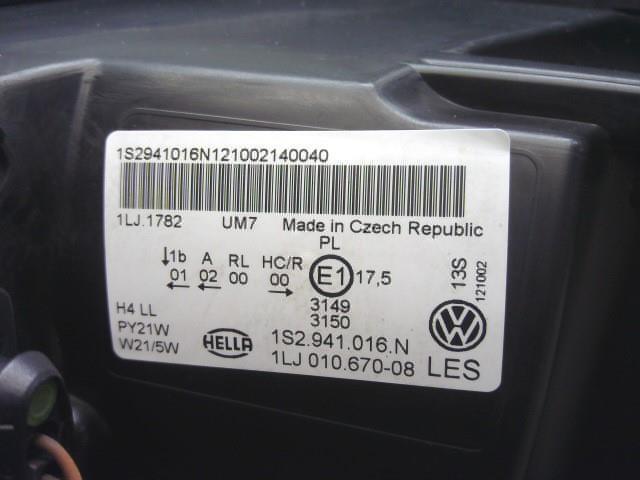 1S2941016N121002140040
1LJ.1782 UM7 Made in Czech Republic
PL
↓1b A RL HC/R
01 02 00 00 E1 17,5
← ← →
3149
3150
H4 LL
PY21W
W21/5W
HELLA
1S2.941.016.N
1LJ 010.670-08
13S
121002
VW
LES